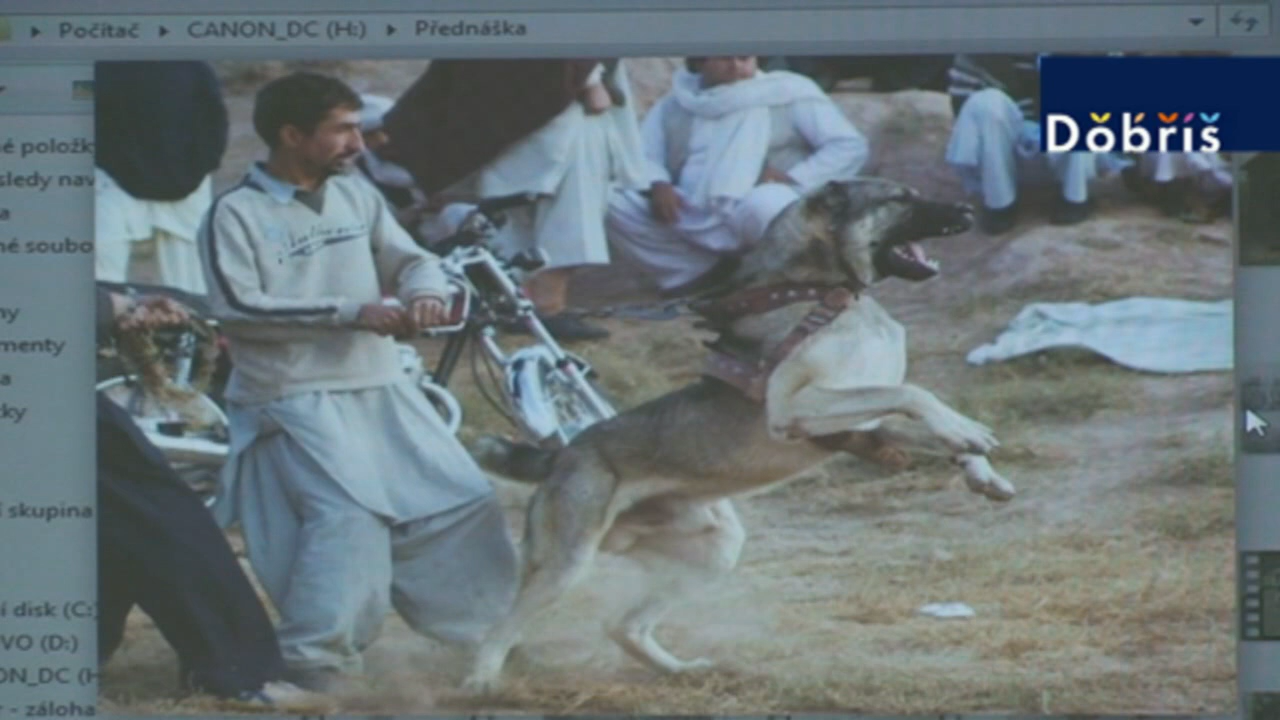 Počítač ▸ CANON_DC (H:) ▸ Přednáška
Dobříš
é položk
sledy nav
a
né soubo
ny
menty
a
ky
í skupina
í disk (C:)
VO (D:)
ON_DC (H
r - záloha